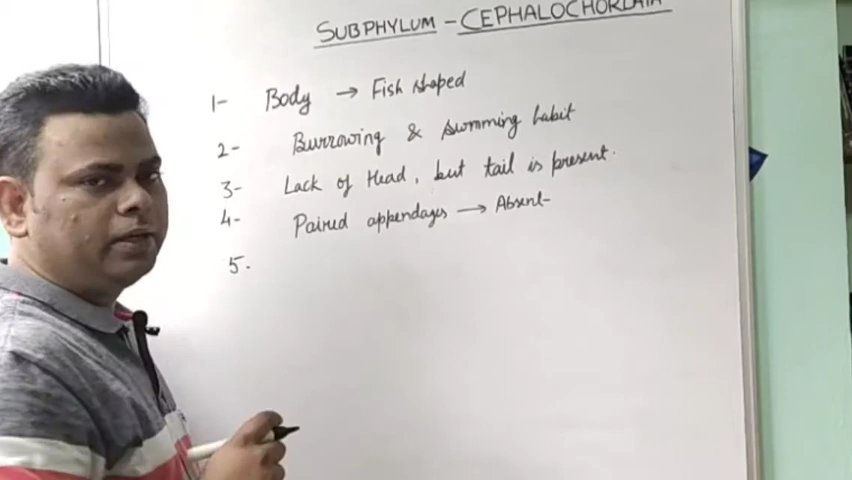 SUBPHYLUM - CEPHALOCHORDATA
1- Body → Fish shaped
2- Burrowing & swimming habit
3- Lack of Head, but tail is present.
4- Paired appendages → Absent-
5.